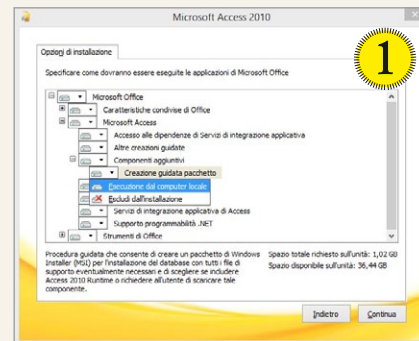 Microsoft Access 2010
1
Opzioni di installazione
Specificare come dovranno essere eseguite le applicazioni di Microsoft Office
Microsoft Office
Caratteristiche condivise di Office
Microsoft Access
Accesso alle dipendenze di Servizi di integrazione applicativa
Altre creazioni guidate
Componenti aggiuntivi
Creazione guidata pacchetto
Esecuzione dal computer locale
Escludi dall'installazione
Servizi di integrazione applicativa di Access
Supporto programmabilità .NET
Strumenti di Office
Procedura guidata che consente di creare un pacchetto di Windows
Installer (MSI) per l'installazione del database con tutti i file di
supporto eventualmente necessari e di scegliere se includere
Access 2010 Runtime o richiedere all'utente di scaricare tale
componente.
Spazio totale richiesto sull'unità: 1,02 GB
Spazio disponibile sull'unità: 36,44 GB
Indietro
Continua